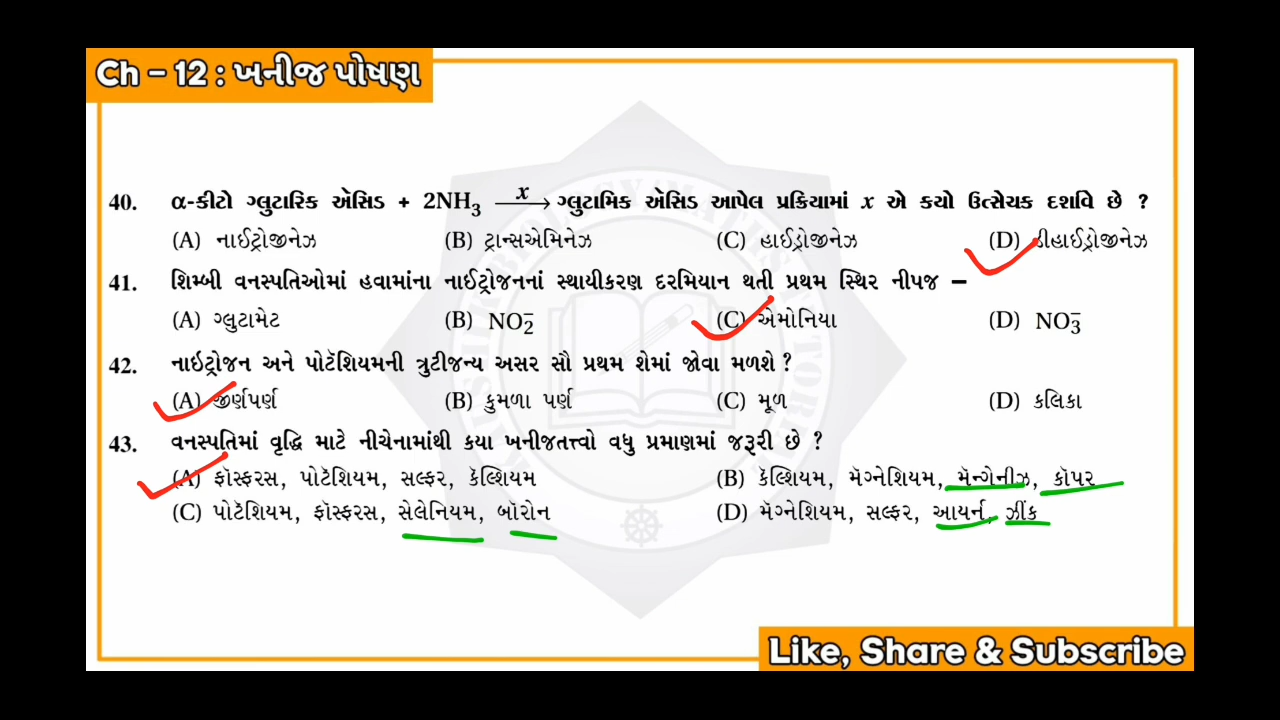 Ch – 12 : ખનીજ પોષણ
40. α-કીટો ગ્લુટારિક ઍસિડ + 2NH₃ —x→ ગ્લુટામિક ઍસિડ આપેલ પ્રક્રિયામાં x એ કયો ઉત્સેચક દર્શાવે છે ?
(A) નાઈટ્રોજીનેઝ (B) ટ્રાન્સએમિનેઝ (C) હાઈડ્રોજીનેઝ (D) ડીહાઈડ્રોજીનેઝ
41. શિમ્બી વનસ્પતિઓમાં હવામાંના નાઈટ્રોજનનાં સ્થાયીકરણ દરમિયાન થતી પ્રથમ સ્થિર નીપજ –
(A) ગ્લુટામેટ (B) NO₂⁻ (C) એમોનિયા (D) NO₃⁻
42. નાઇટ્રોજન અને પોટૅશિયમની ત્રુટીજન્ય અસર સૌ પ્રથમ શેમાં જોવા મળશે ?
(A) જીર્ણપર્ણ (B) કુમળા પર્ણ (C) મૂળ (D) કલિકા
43. વનસ્પતિમાં વૃદ્ધિ માટે નીચેનામાંથી કયા ખનીજતત્ત્વો વધુ પ્રમાણમાં જરૂરી છે ?
(A) ફૉસ્ફરસ, પોટૅશિયમ, સલ્ફર, કૅલ્શિયમ (B) કૅલ્શિયમ, મૅગ્નેશિયમ, મૅન્ગેનીઝ, કૉપર
(C) પોટૅશિયમ, ફૉસ્ફરસ, સેલેનિયમ, બૉરોન (D) મૅગ્નેશિયમ, સલ્ફર, આયર્ન, ઝીંક
Like, Share & Subscribe